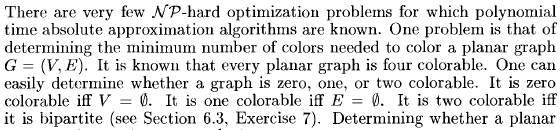 There are very few NP-hard optimization problems for which polynomial
time absolute approximation algorithms are known. One problem is that of
determining the minimum number of colors needed to color a planar graph
G = (V, E). It is known that every planar graph is four colorable. One can
easily determine whether a graph is zero, one, or two colorable. It is zero
colorable iff V = ∅. It is one colorable iff E = ∅. It is two colorable iff
it is bipartite (see Section 6.3, Exercise 7). Determining whether a planar